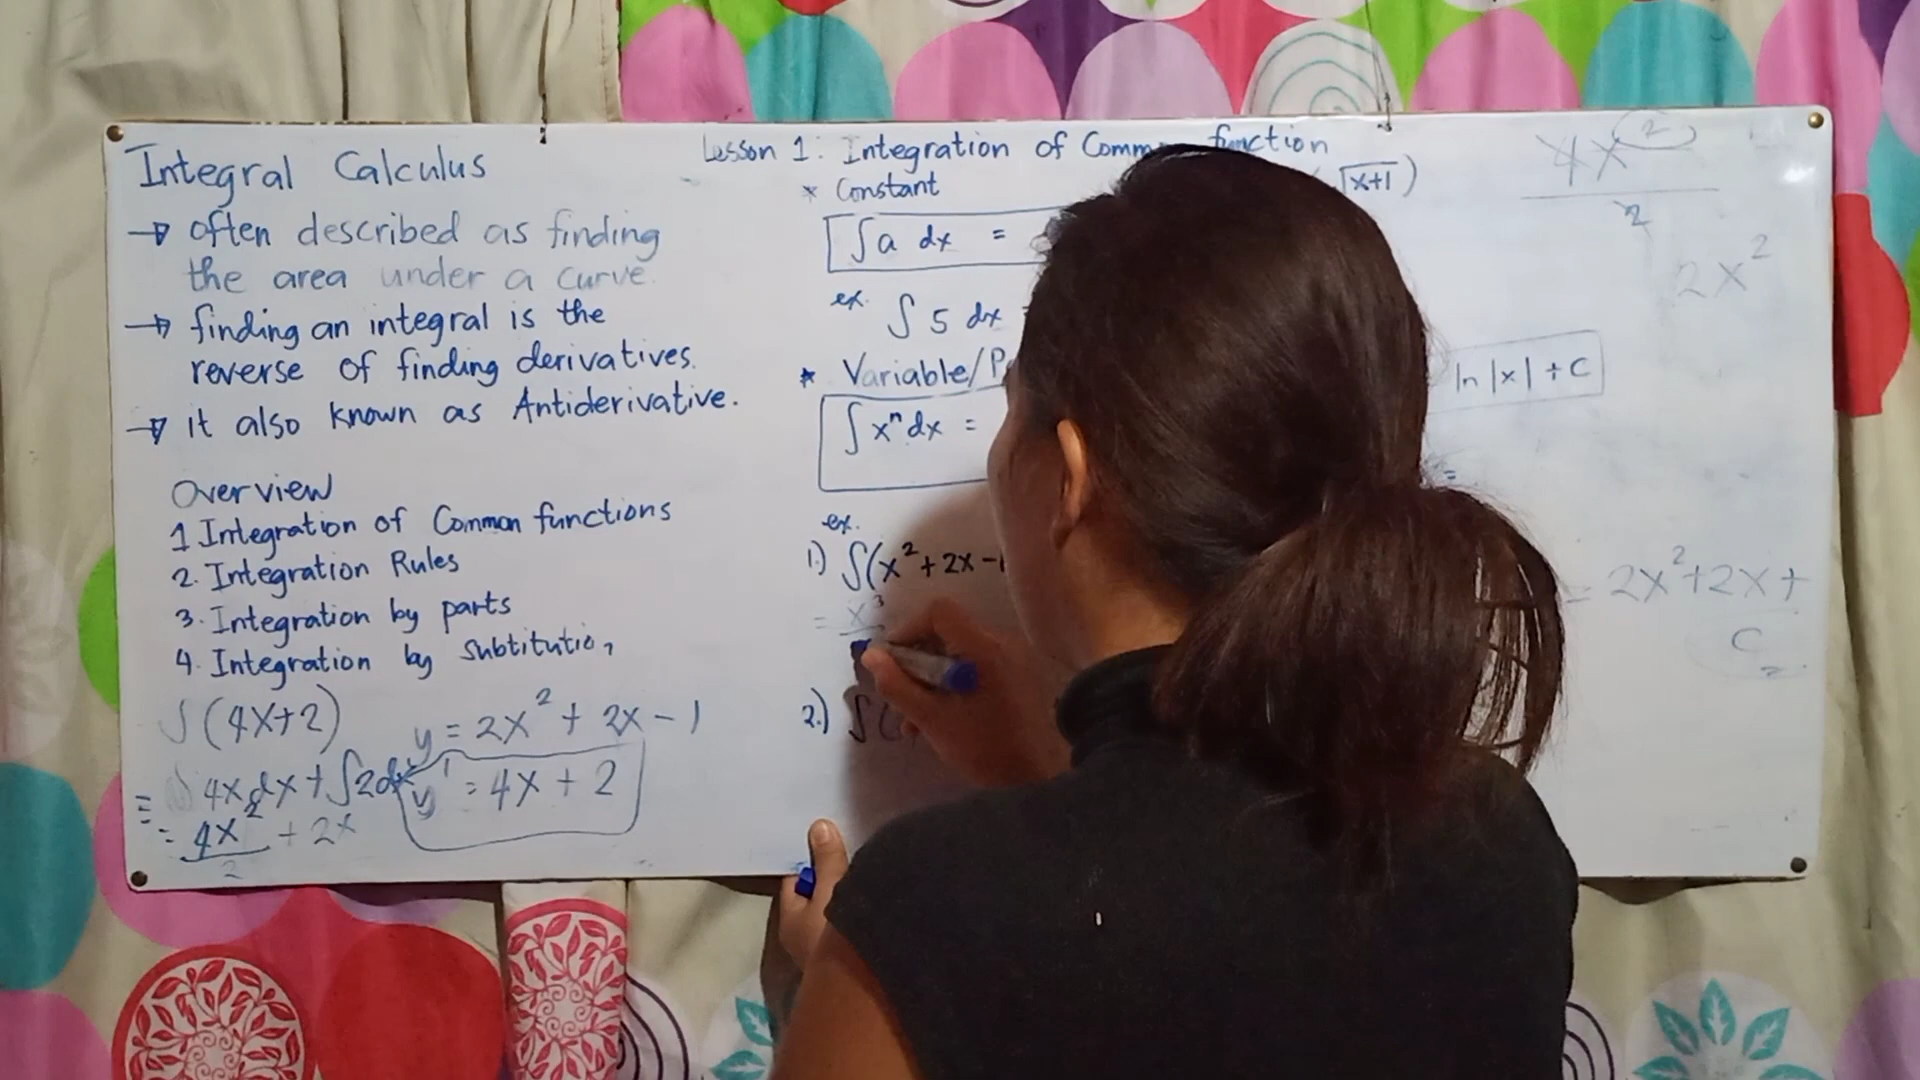 Integral Calculus
→ often described as finding
the area under a curve.
→ finding an integral is the
reverse of finding derivatives.
→ it also known as Antiderivative.
Overview
1 Integration of Common functions
2. Integration Rules
3. Integration by parts
4. Integration by Subtitution
∫(4x+2)
= ∫4x dx + ∫2dx
= 4x²/2 + 2x
y = 2x² + 2x - 1
y' = 4x + 2
Lesson 1: Integration of Comm function
* Constant
√x+1)
∫a dx =
ex. ∫ 5 dx
* Variable/P
∫xⁿdx =
ln |x| + C
ex.
1.) ∫(x² + 2x -
= x³
2.) ∫(
4x²/2
2x²
= 2x² + 2x +
C